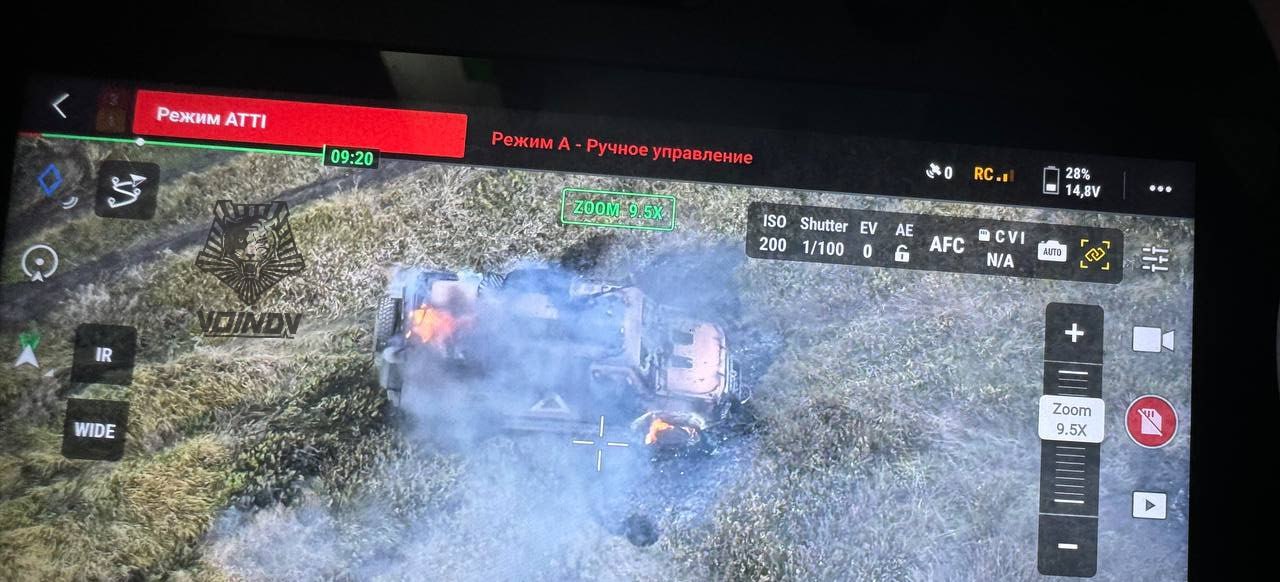 Режим ATTI
Режим А - Ручное управление
0
RC
28%
14,8V
09:20
ZOOM 9.5X
ISO
200
Shutter
1/100
EV
0
AE
AFC
CVI
N/A
AUTO
VOINDV
IR
WIDE
+
Zoom
9.5X
−